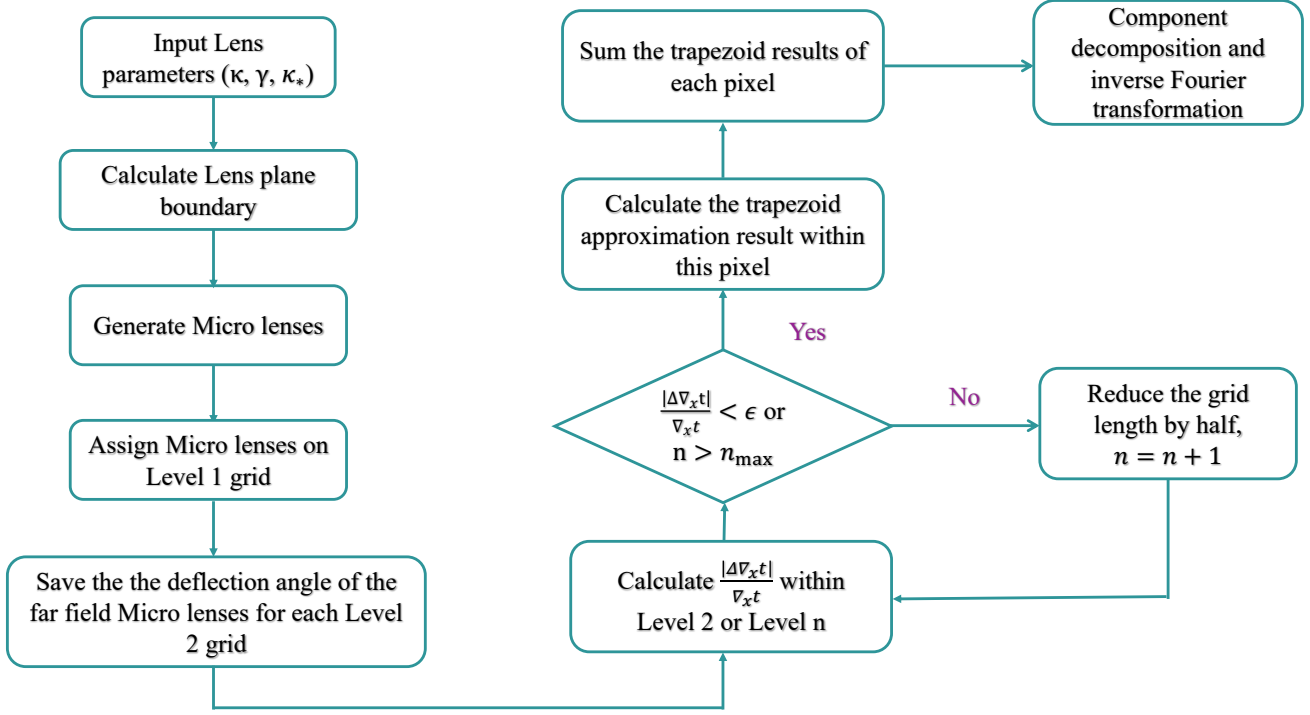 Input Lens
parameters (κ, γ, κ*)
Calculate Lens plane
boundary
Generate Micro lenses
Assign Micro lenses on
Level 1 grid
Save the the deflection angle of the
far field Micro lenses for each Level
2 grid
Calculate |Δ∇ₓt|/∇ₓt within
Level 2 or Level n
|Δ∇ₓt|/∇ₓt < ϵ or
n > nₘₐₓ
No
Reduce the grid
length by half,
n = n + 1
Yes
Calculate the trapezoid
approximation result within
this pixel
Sum the trapezoid results of
each pixel
Component
decomposition and
inverse Fourier
transformation